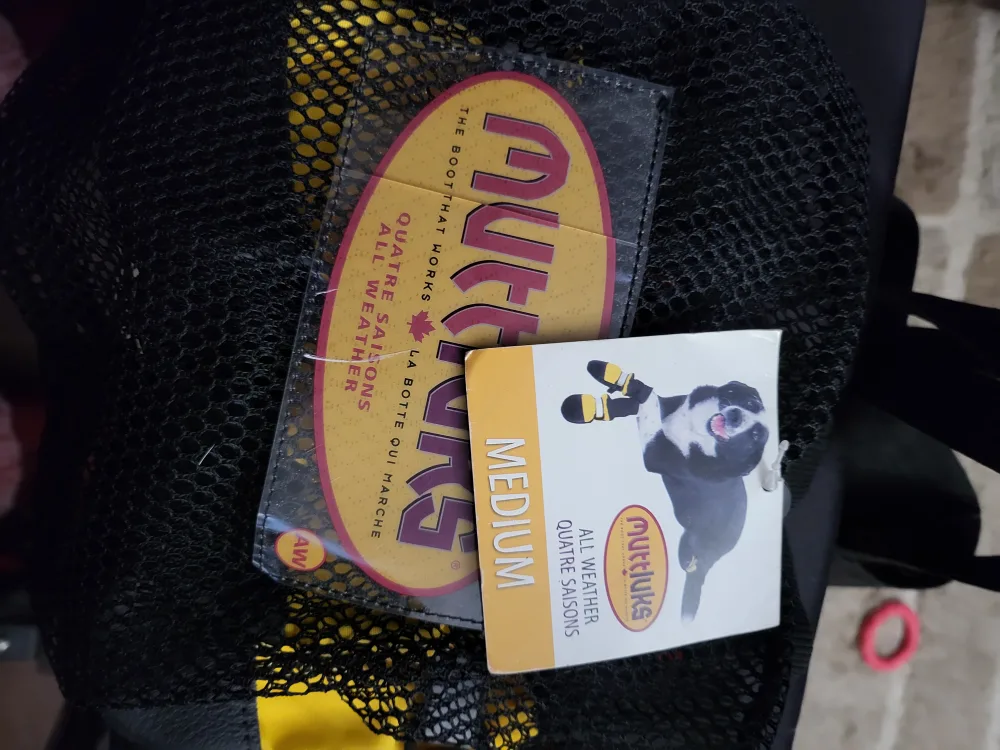 muttluks
®
THE BOOT THAT WORKS LA BOTTE QUI MARCHE
QUATRE SAISONS
ALL WEATHER
AW
muttluks
ALL WEATHER
QUATRE SAISONS
MEDIUM